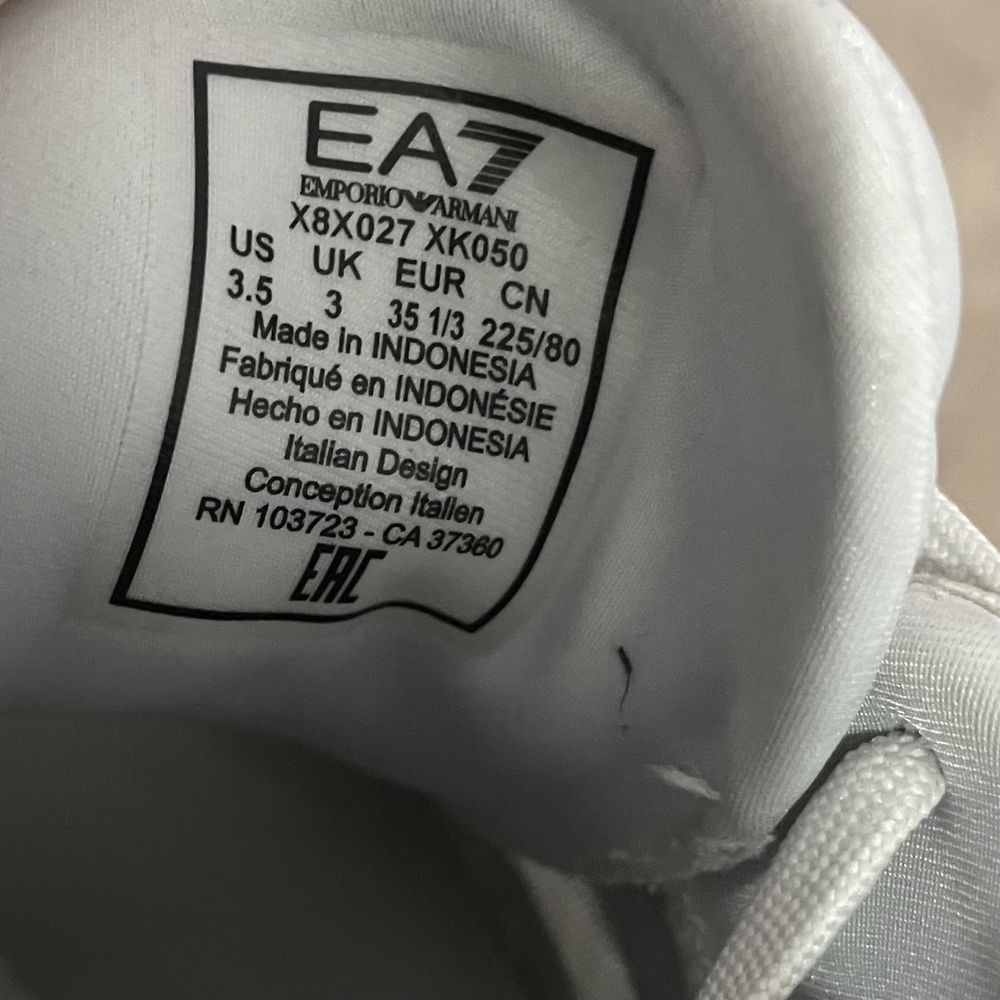 EA7
EMPORIO ARMANI
X8X027 XK050
US UK EUR CN
3.5 3 35 1/3 225/80
Made in INDONESIA
Fabriqué en INDONÉSIE
Hecho en INDONESIA
Italian Design
Conception Italien
RN 103723 - CA 37360
EAC